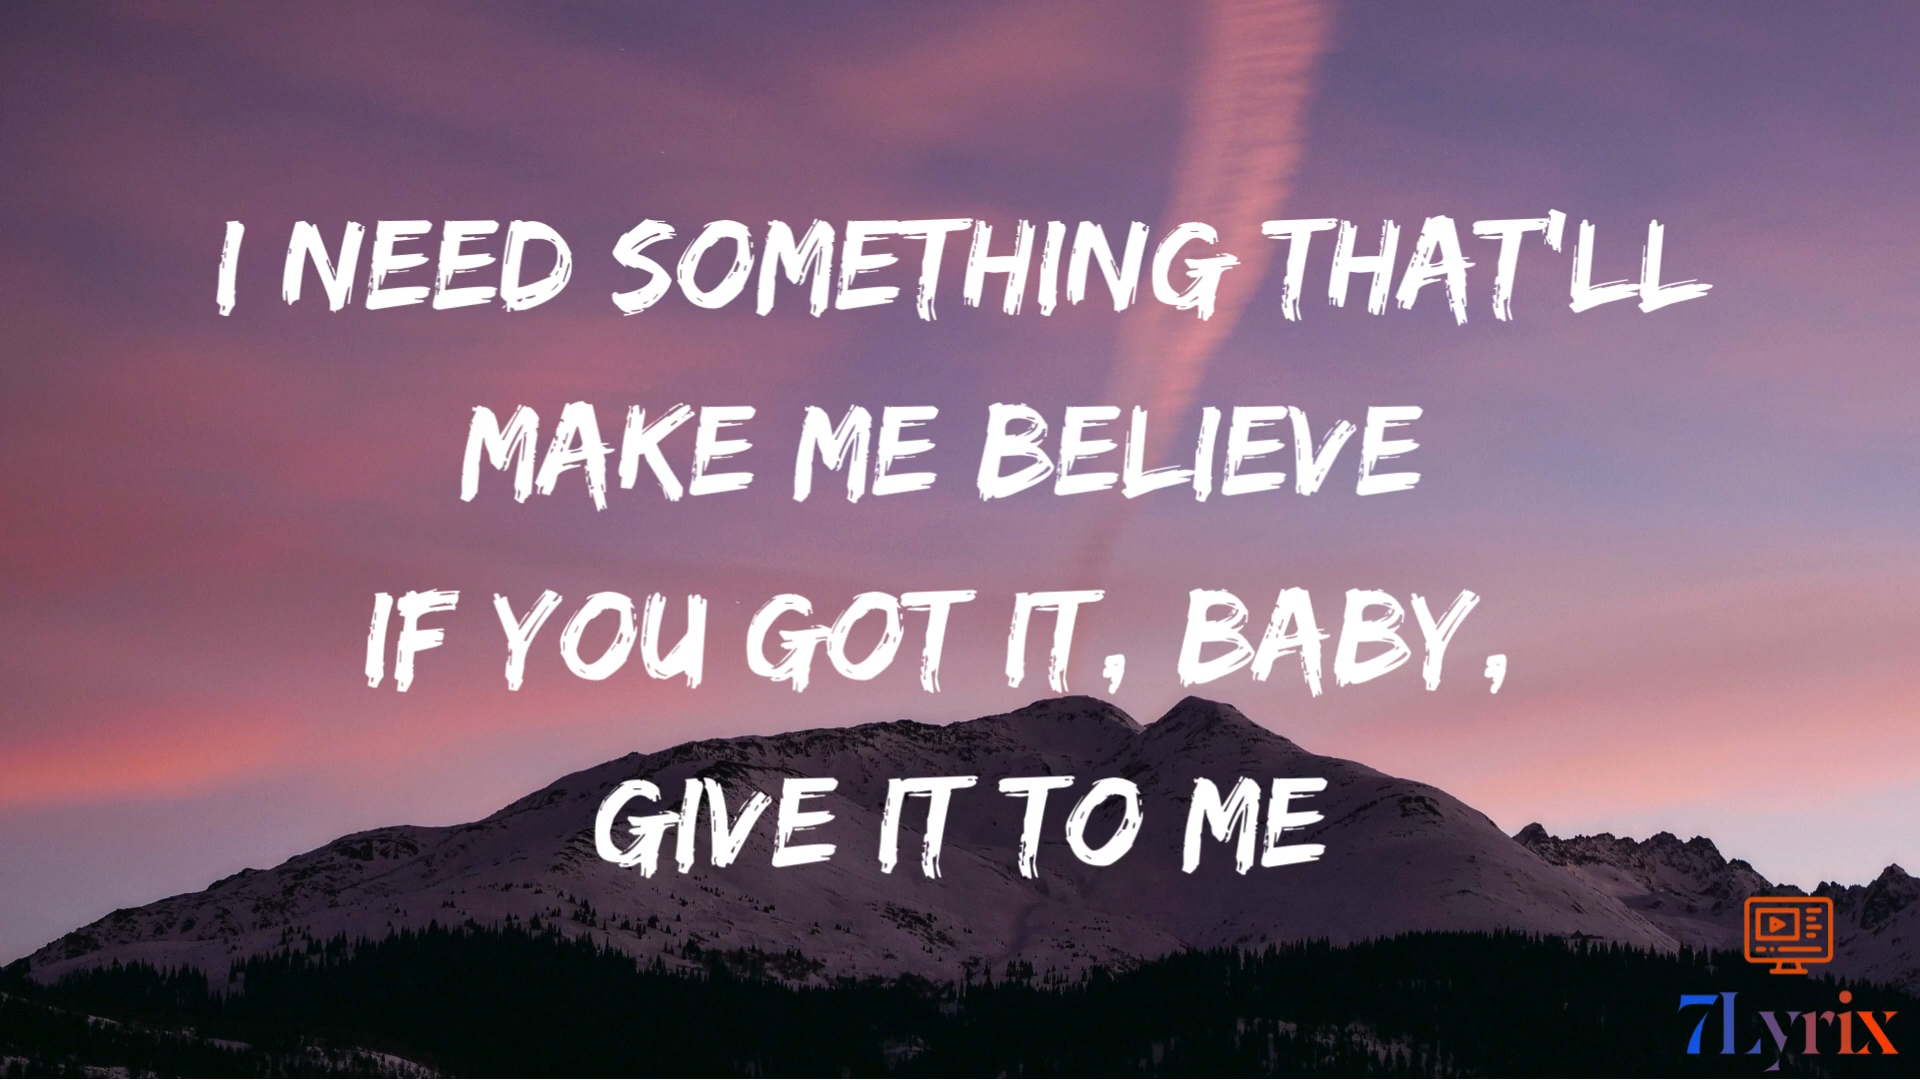 I NEED SOMETHING THAT'LL
MAKE ME BELIEVE
IF YOU GOT IT, BABY,
GIVE IT TO ME
7Lyrix